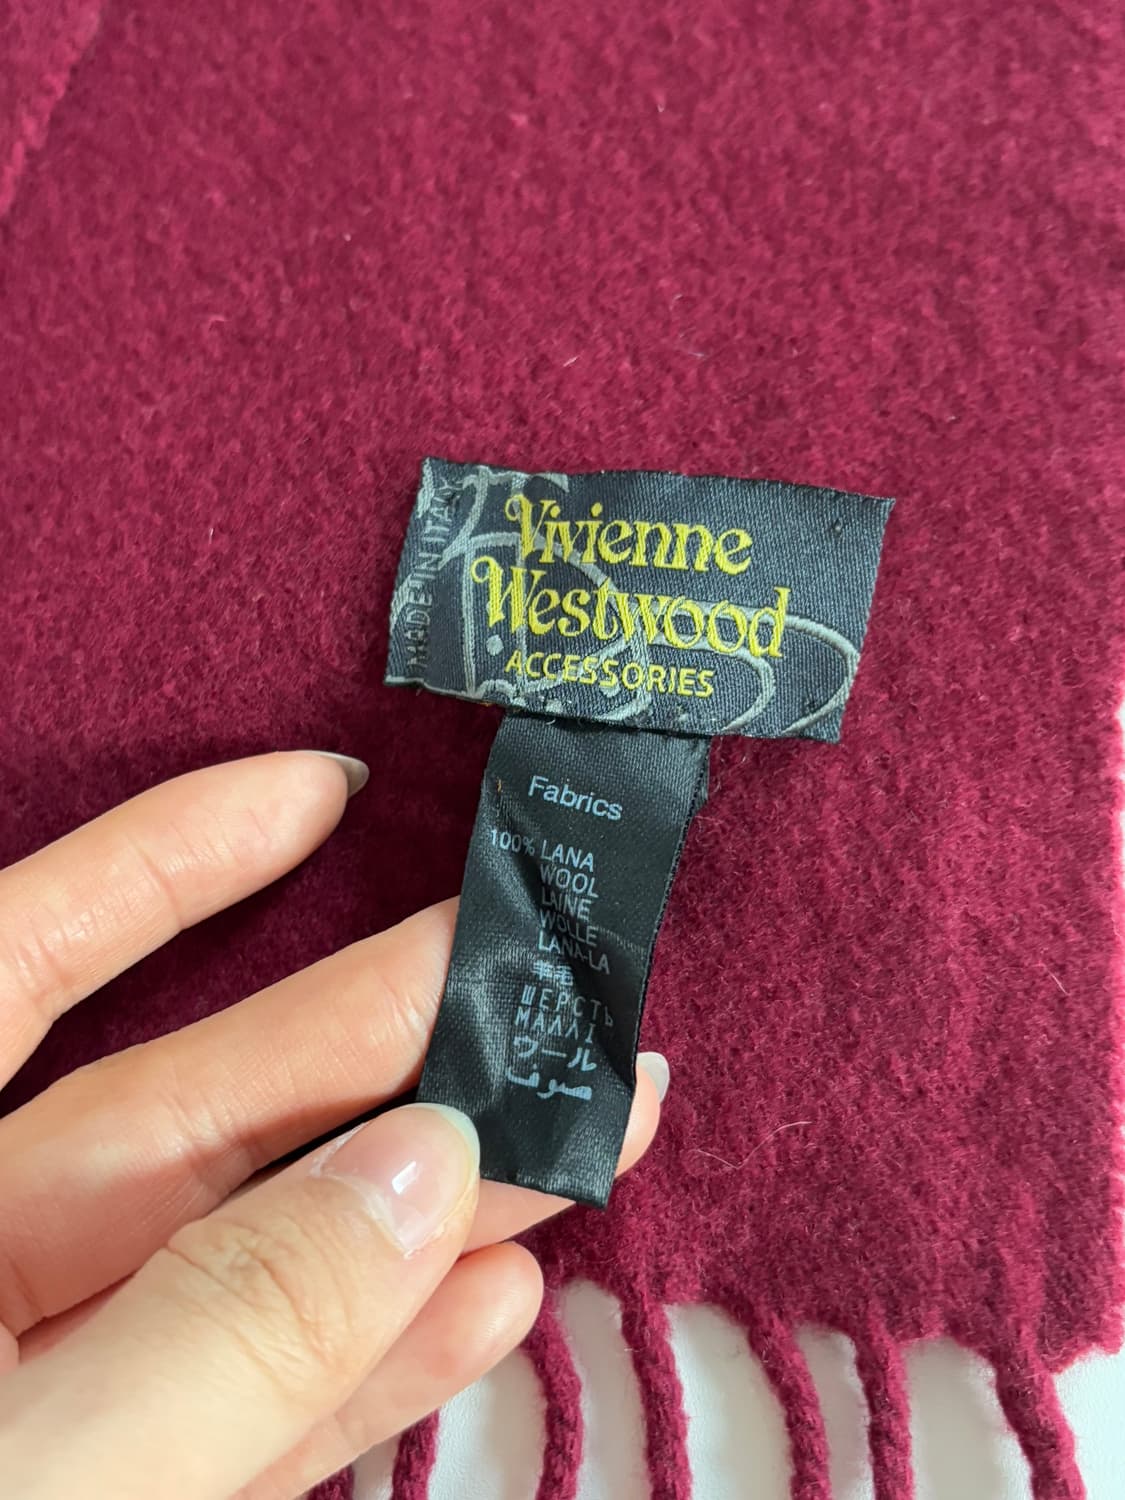 MADE IN ITALY
Vivienne
Westwood
ACCESSORIES
Fabrics
100% LANA
WOOL
LAINE
WOLLE
LANA-LA
羊毛
ШЕРСТЬ
ΜΑΛΛΙ
ウール
صوف